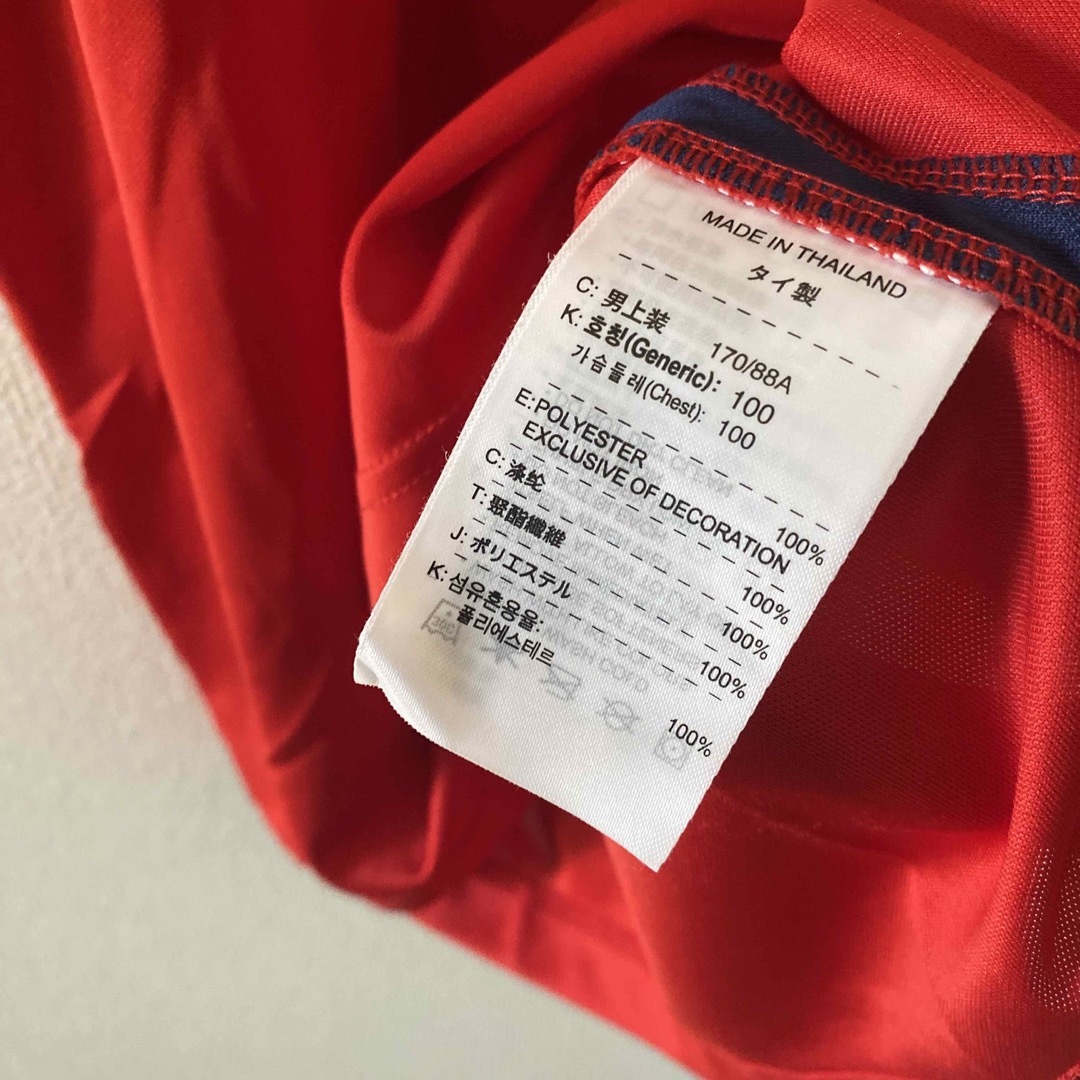 MADE IN THAILAND
タイ製
C: 男上装 170/88A
K: 호칭(Generic): 100
가슴둘레(Chest): 100
E:POLYESTER 100%
EXCLUSIVE OF DECORATION
C: 涤纶 100%
T: 聚酯纖維 100%
J: ポリエステル 100%
K: 섬유혼용율:
폴리에스테르 100%